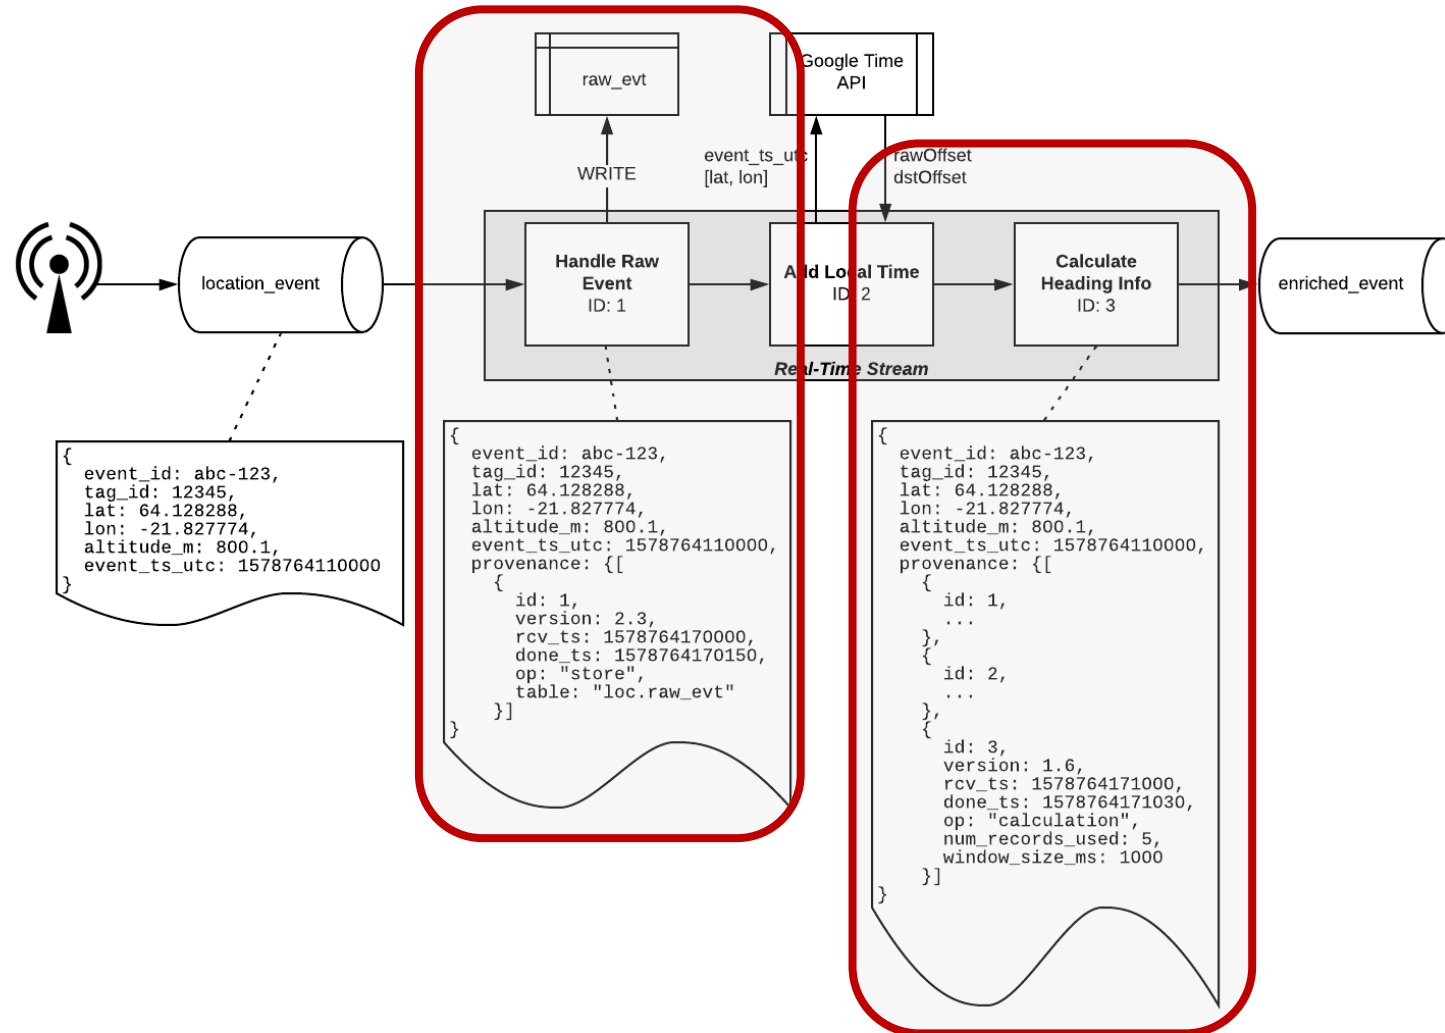 raw_evt
Google Time
API
WRITE
event_ts_utc
[lat, lon]
rawOffset
dstOffset
location_event
Handle Raw
Event
ID: 1
Add Local Time
ID: 2
Calculate
Heading Info
ID: 3
enriched_event
Real-Time Stream
{
event_id: abc-123,
tag_id: 12345,
lat: 64.128288,
lon: -21.827774,
altitude_m: 800.1,
event_ts_utc: 1578764110000
}
{
event_id: abc-123,
tag_id: 12345,
lat: 64.128288,
lon: -21.827774,
altitude_m: 800.1,
event_ts_utc: 1578764110000,
provenance: {[
{
id: 1,
version: 2.3,
rcv_ts: 1578764170000,
done_ts: 1578764170150,
op: "store",
table: "loc.raw_evt"
}]
}
{
event_id: abc-123,
tag_id: 12345,
lat: 64.128288,
lon: -21.827774,
altitude_m: 800.1,
event_ts_utc: 1578764110000,
provenance: {[
{
id: 1,
...
},
{
id: 2,
...
},
{
id: 3,
version: 1.6,
rcv_ts: 1578764171000,
done_ts: 1578764171030,
op: "calculation",
num_records_used: 5,
window_size_ms: 1000
}]
}